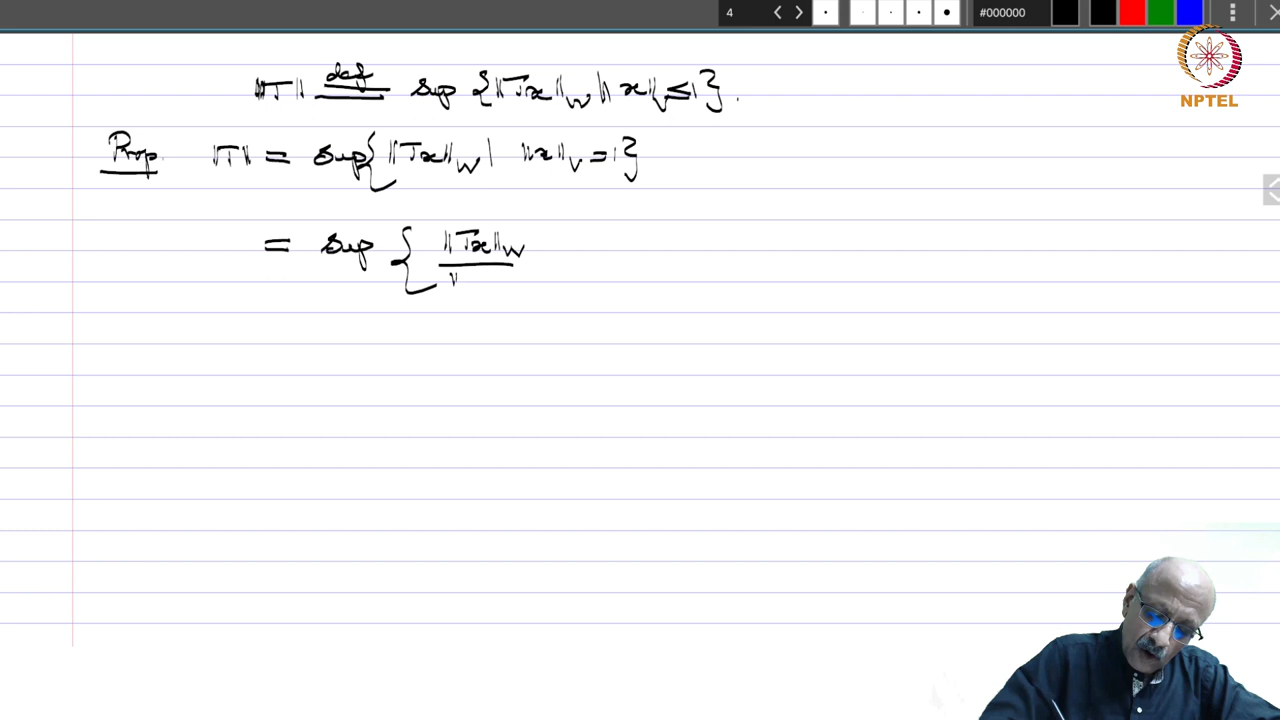 4 #000000
NPTEL
‖T‖ def sup {‖Tx‖_W | ‖x‖_V ≤ 1}.
Prop. ‖T‖ = sup{‖Tx‖_W | ‖x‖_V = 1}
= sup { ‖Tx‖_W
‖